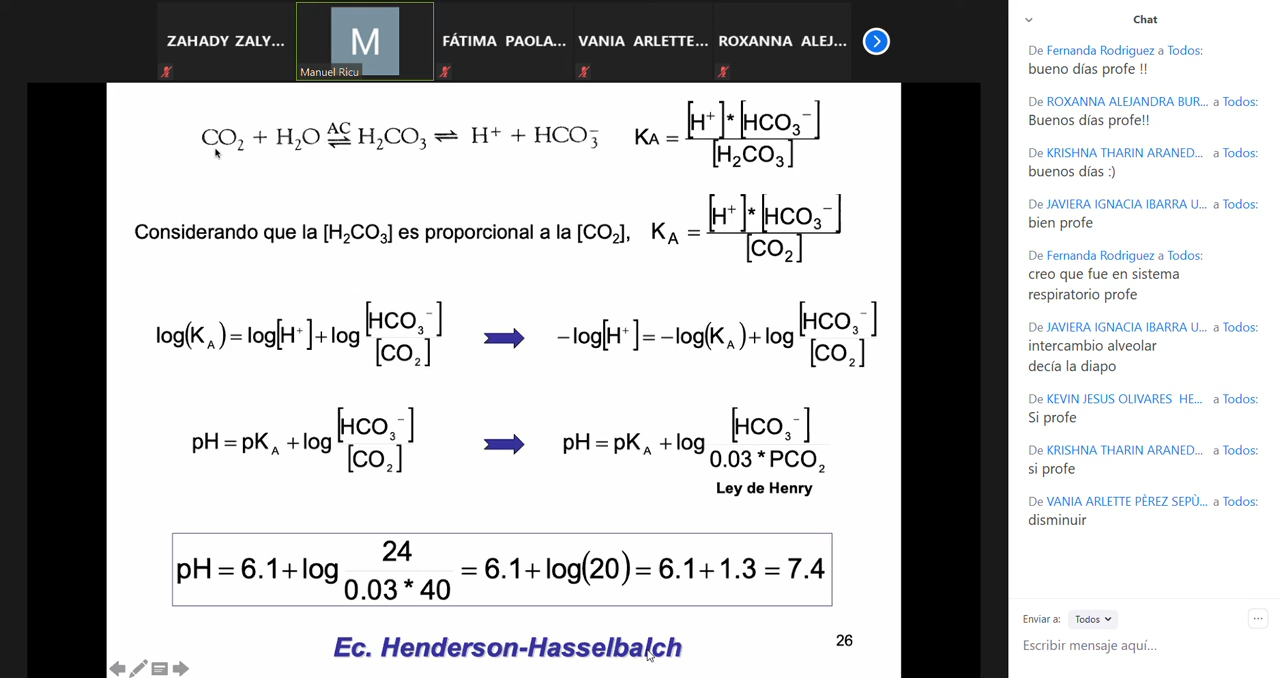 ZAHADY ZALY...
M
Manuel Ricu
FÁTIMA PAOLA...
VANIA ARLETTE...
ROXANNA ALEJ...
CO₂ + H₂O ⇌ H₂CO₃ ⇌ H⁺ + HCO₃⁻
AC
KA = [H⁺]*[HCO₃⁻] / [H₂CO₃]
Considerando que la [H₂CO₃] es proporcional a la [CO₂], K_A = [H⁺]*[HCO₃⁻] / [CO₂]
log(K_A) = log[H⁺] + log [HCO₃⁻] / [CO₂]
−log[H⁺] = −log(K_A) + log [HCO₃⁻] / [CO₂]
pH = pK_A + log [HCO₃⁻] / [CO₂]
pH = pK_A + log [HCO₃⁻] / 0.03 * PCO₂
Ley de Henry
pH = 6.1 + log 24 / 0.03 * 40 = 6.1 + log(20) = 6.1 + 1.3 = 7.4
Ec. Henderson-Hasselbalch
26
Chat
De Fernanda Rodriguez a Todos:
bueno días profe !!
De ROXANNA ALEJANDRA BUR... a Todos:
Buenos días profe!!
De KRISHNA THARIN ARANED... a Todos:
buenos días :)
De JAVIERA IGNACIA IBARRA U... a Todos:
bien profe
De Fernanda Rodriguez a Todos:
creo que fue en sistema
respiratorio profe
De JAVIERA IGNACIA IBARRA U... a Todos:
intercambio alveolar
decía la diapo
De KEVIN JESUS OLIVARES HE... a Todos:
Si profe
De KRISHNA THARIN ARANED... a Todos:
si profe
De VANIA ARLETTE PÈREZ SEPÙ... a Todos:
disminuir
Enviar a: Todos
Escribir mensaje aquí...